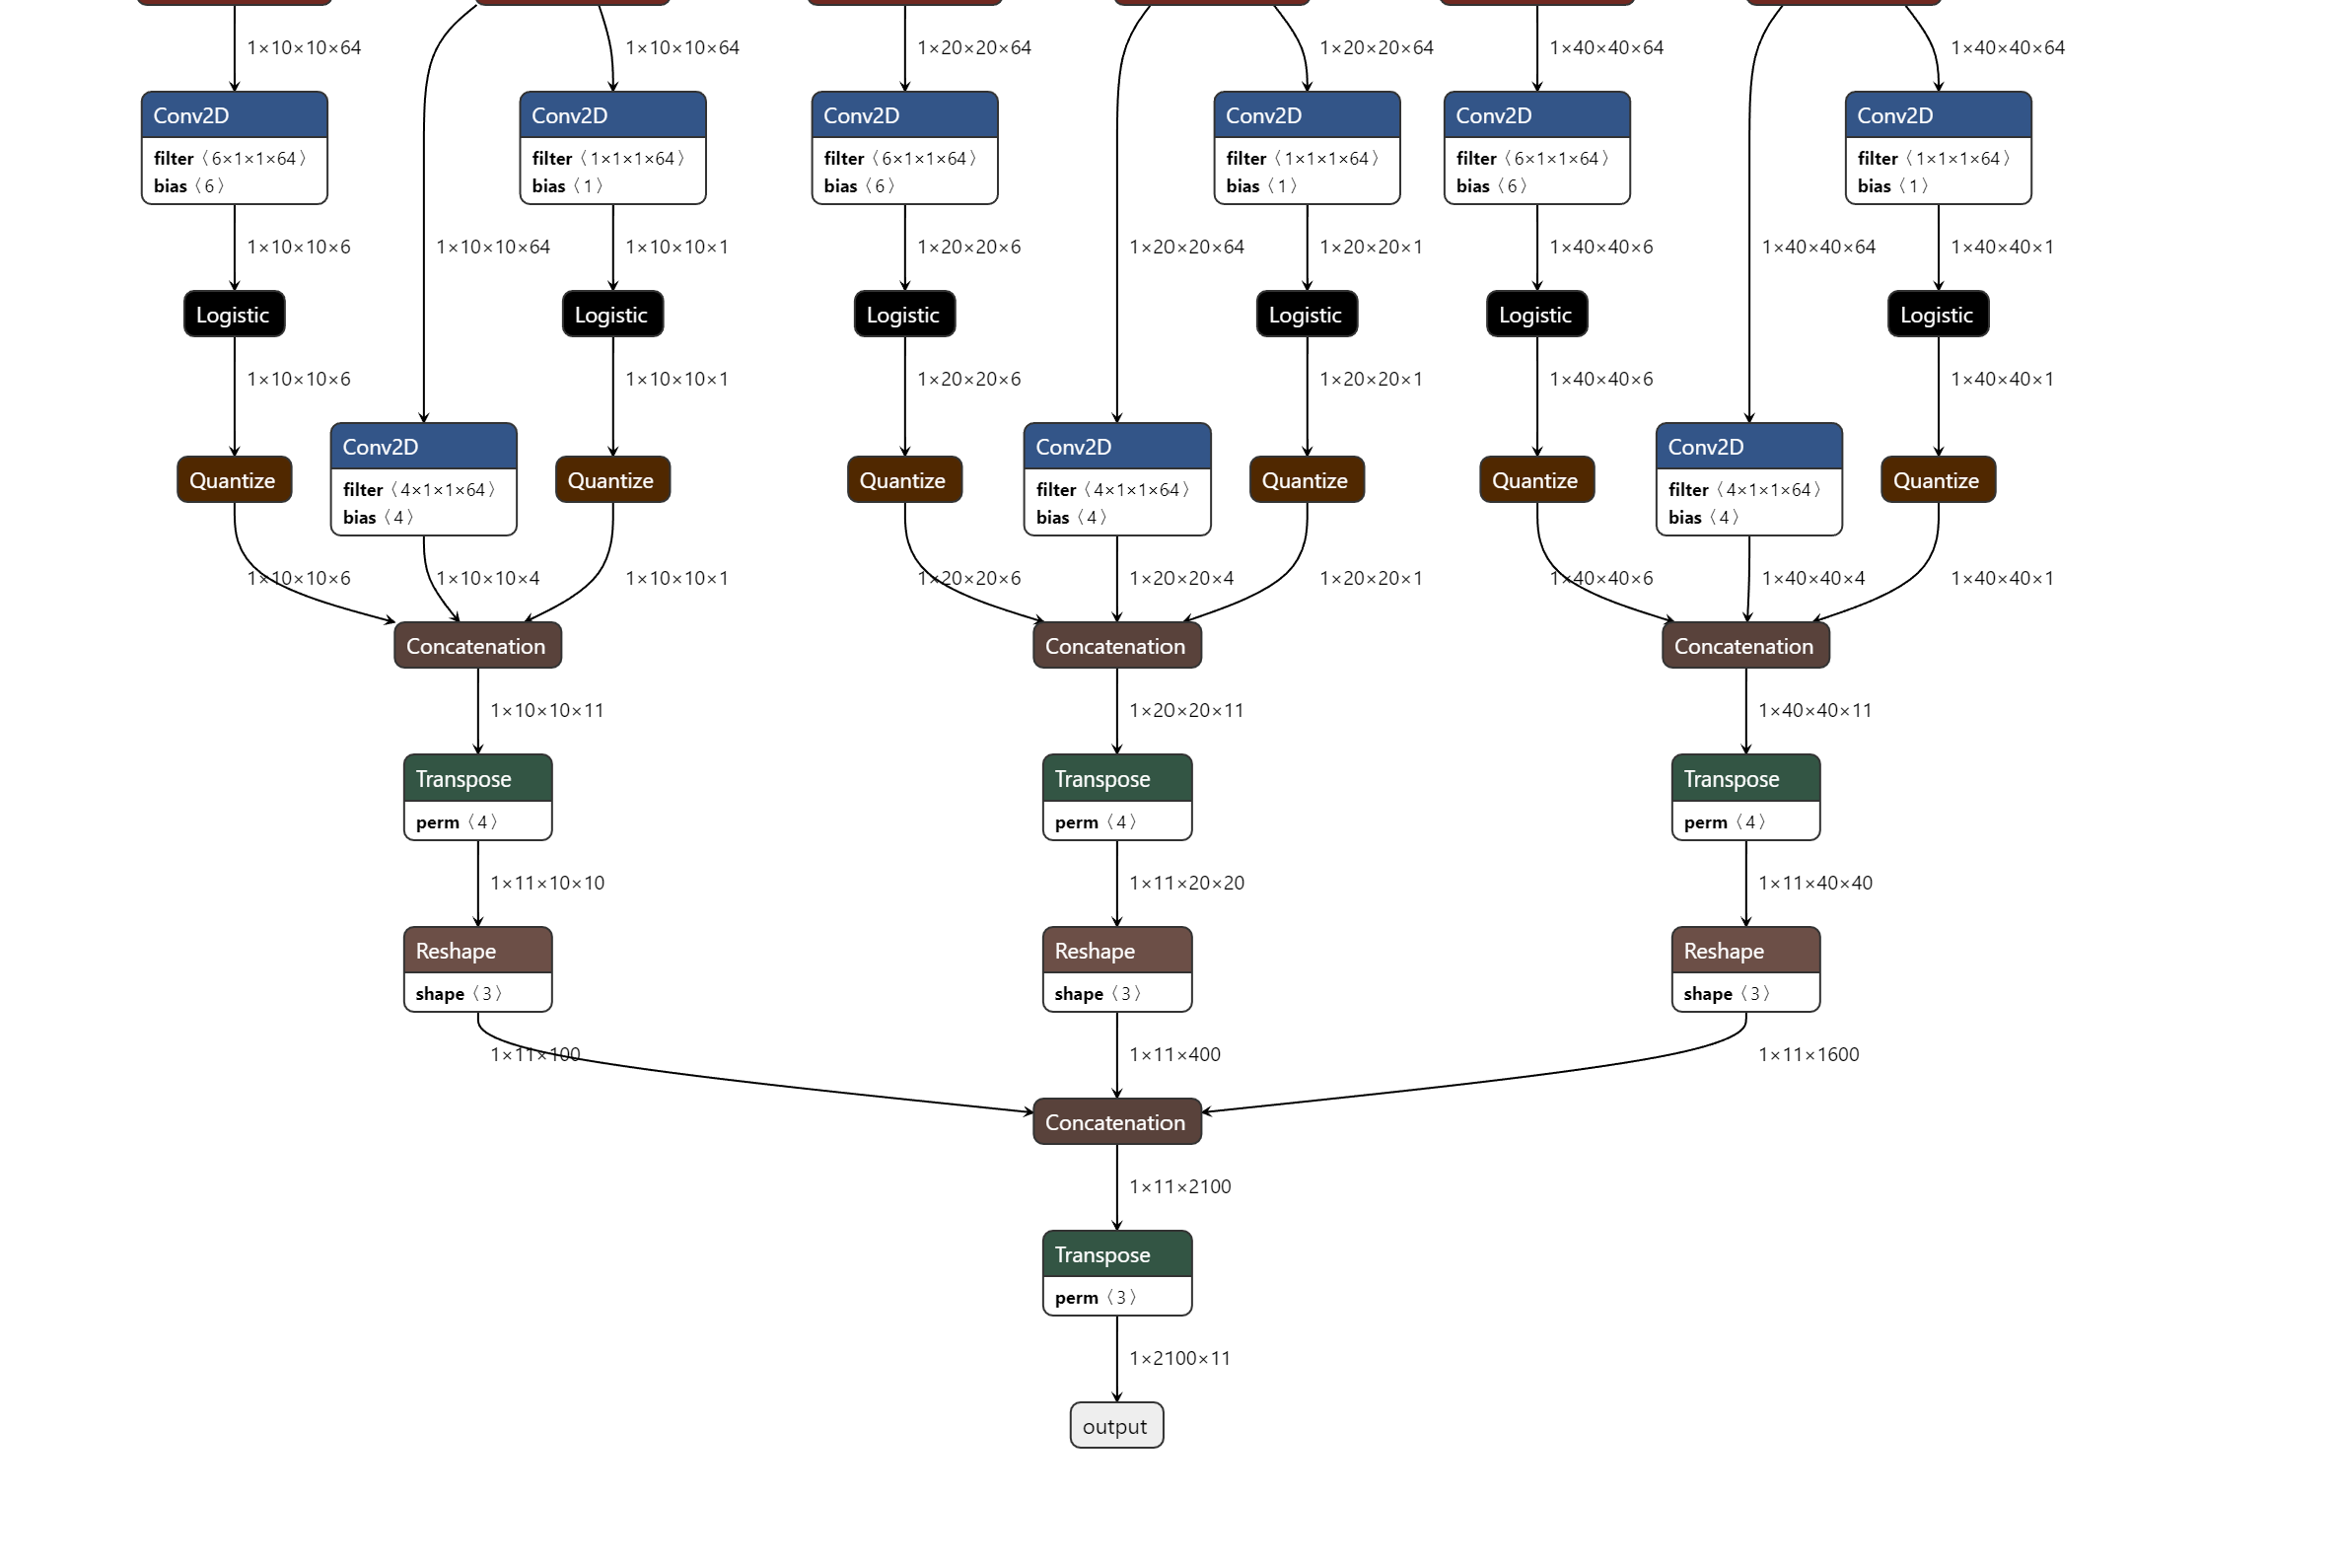 1×10×10×64
1×10×10×64
1×20×20×64
1×20×20×64
1×40×40×64
1×40×40×64
Conv2D
filter〈6×1×1×64〉
bias〈6〉
Conv2D
filter〈1×1×1×64〉
bias〈1〉
Conv2D
filter〈6×1×1×64〉
bias〈6〉
Conv2D
filter〈1×1×1×64〉
bias〈1〉
Conv2D
filter〈6×1×1×64〉
bias〈6〉
Conv2D
filter〈1×1×1×64〉
bias〈1〉
1×10×10×6
1×10×10×64
1×10×10×1
1×20×20×6
1×20×20×64
1×20×20×1
1×40×40×6
1×40×40×64
1×40×40×1
Logistic
Logistic
Logistic
Logistic
Logistic
Logistic
1×10×10×6
1×10×10×1
1×20×20×6
1×20×20×1
1×40×40×6
1×40×40×1
Quantize
Conv2D
filter〈4×1×1×64〉
bias〈4〉
Quantize
Quantize
Conv2D
filter〈4×1×1×64〉
bias〈4〉
Quantize
Quantize
Conv2D
filter〈4×1×1×64〉
bias〈4〉
Quantize
1×10×10×6
1×10×10×4
1×10×10×1
1×20×20×6
1×20×20×4
1×20×20×1
1×40×40×6
1×40×40×4
1×40×40×1
Concatenation
Concatenation
Concatenation
1×10×10×11
1×20×20×11
1×40×40×11
Transpose
perm〈4〉
Transpose
perm〈4〉
Transpose
perm〈4〉
1×11×10×10
1×11×20×20
1×11×40×40
Reshape
shape〈3〉
Reshape
shape〈3〉
Reshape
shape〈3〉
1×11×100
1×11×400
1×11×1600
Concatenation
1×11×2100
Transpose
perm〈3〉
1×2100×11
output